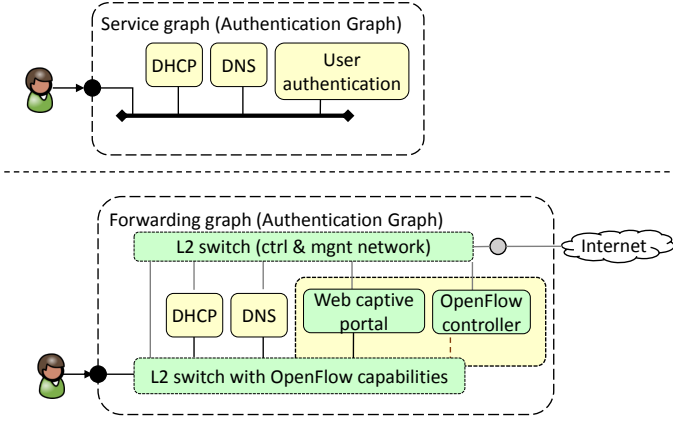 Service graph (Authentication Graph)
DHCP
DNS
User
authentication
Forwarding graph (Authentication Graph)
L2 switch (ctrl & mgnt network)
Internet
DHCP
DNS
Web captive
portal
OpenFlow
controller
L2 switch with OpenFlow capabilities